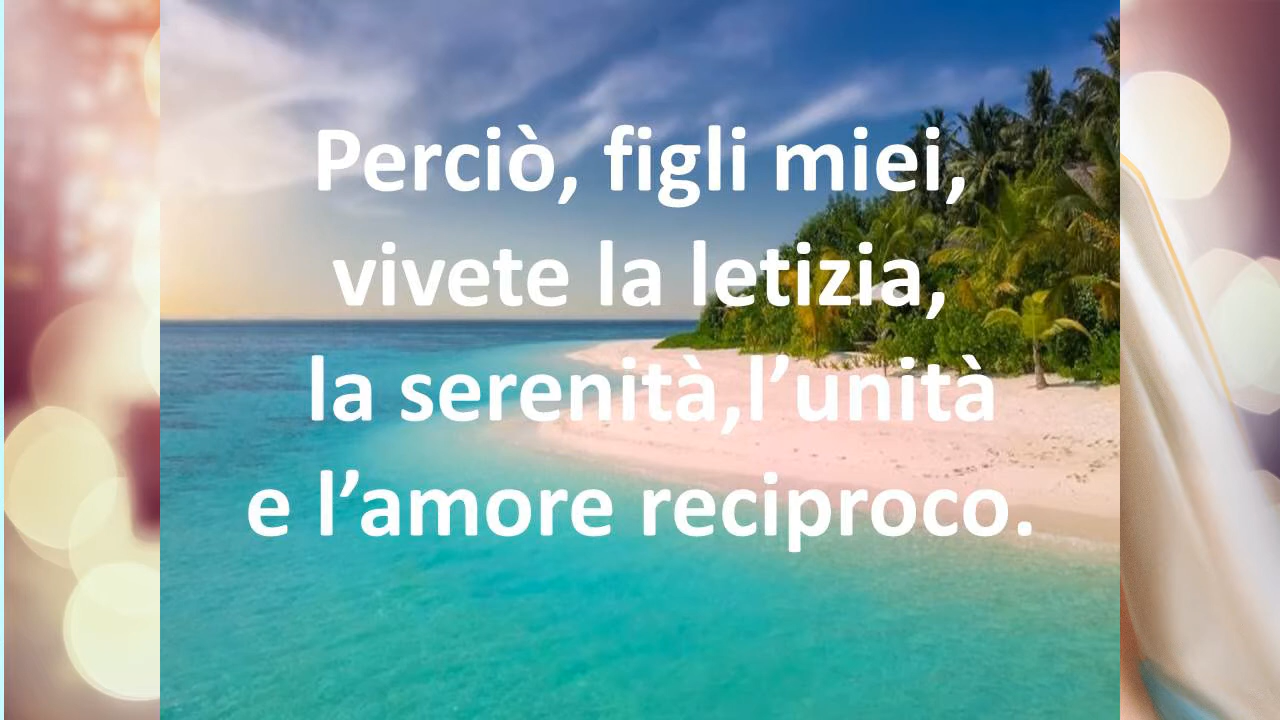 Perciò, figli miei,
vivete la letizia,
la serenità,l’unità
e l’amore reciproco.